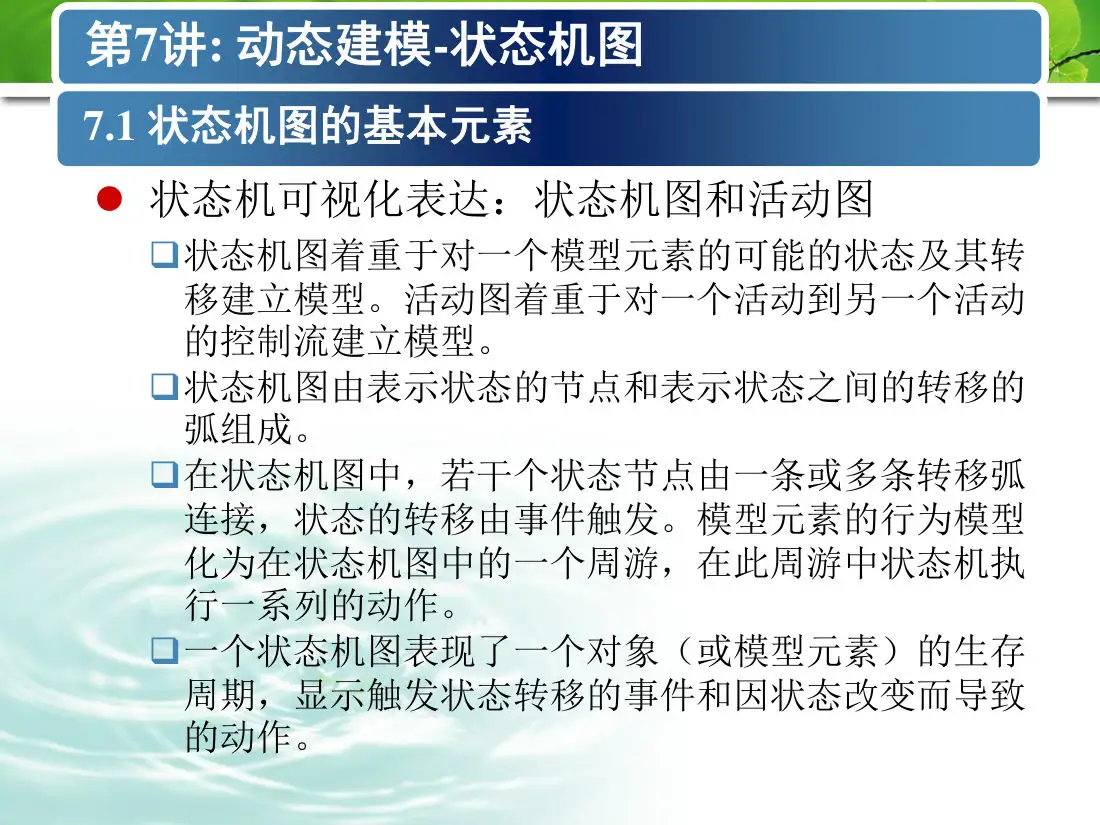 第7讲: 动态建模-状态机图
7.1 状态机图的基本元素
状态机可视化表达：状态机图和活动图
状态机图着重于对一个模型元素的可能的状态及其转
移建立模型。活动图着重于对一个活动到另一个活动
的控制流建立模型。
状态机图由表示状态的节点和表示状态之间的转移的
弧组成。
在状态机图中，若干个状态节点由一条或多条转移弧
连接，状态的转移由事件触发。模型元素的行为模型
化为在状态机图中的一个周游，在此周游中状态机执
行一系列的动作。
一个状态机图表现了一个对象（或模型元素）的生存
周期，显示触发状态转移的事件和因状态改变而导致
的动作。